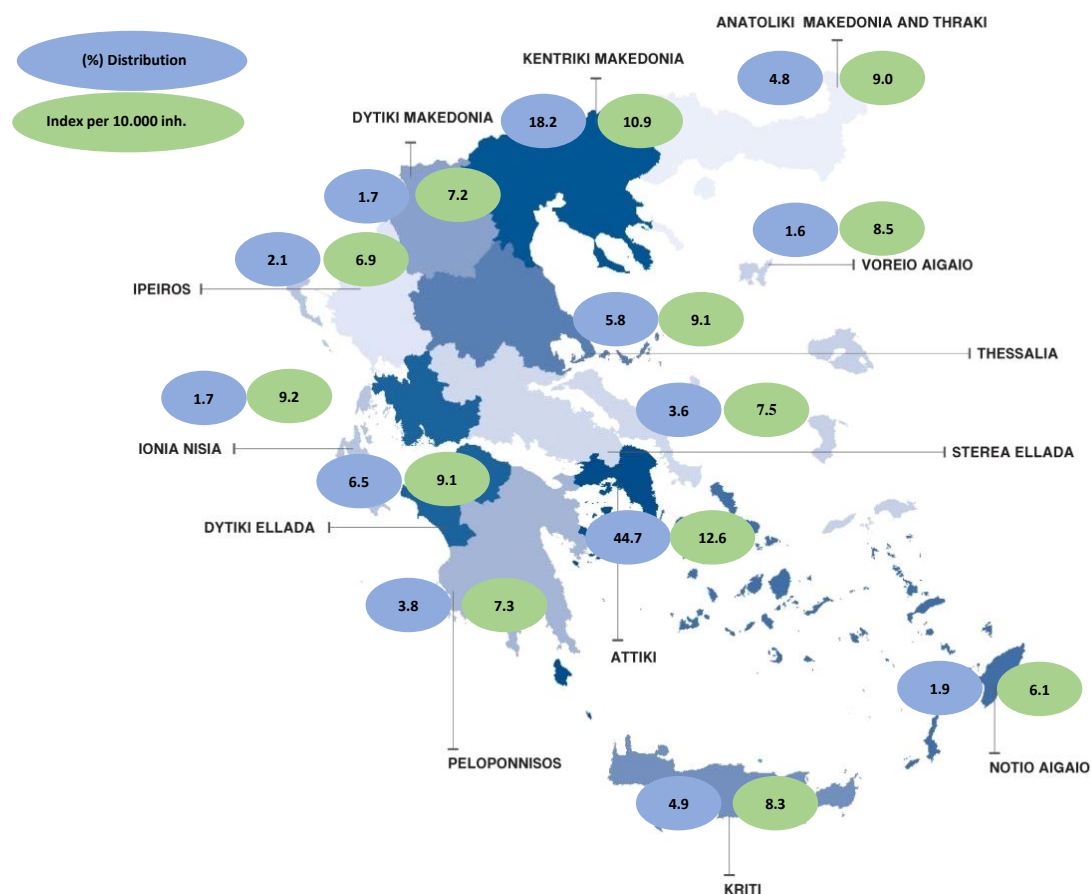 ANATOLIKI MAKEDONIA AND THRAKI
(%) Distribution
KENTRIKI MAKEDONIA
4.8 9.0
Index per 10.000 inh.
DYTIKI MAKEDONIA
18.2 10.9
1.7 7.2
1.6 8.5
2.1 6.9
VOREIO AIGAIO
IPEIROS
5.8 9.1
THESSALIA
1.7 9.2
3.6 7.5
IONIA NISIA
STEREA ELLADA
6.5 9.1
DYTIKI ELLADA
44.7 12.6
3.8 7.3
ATTIKI
1.9 6.1
PELOPONNISOS
NOTIO AIGAIO
4.9 8.3
KRITI